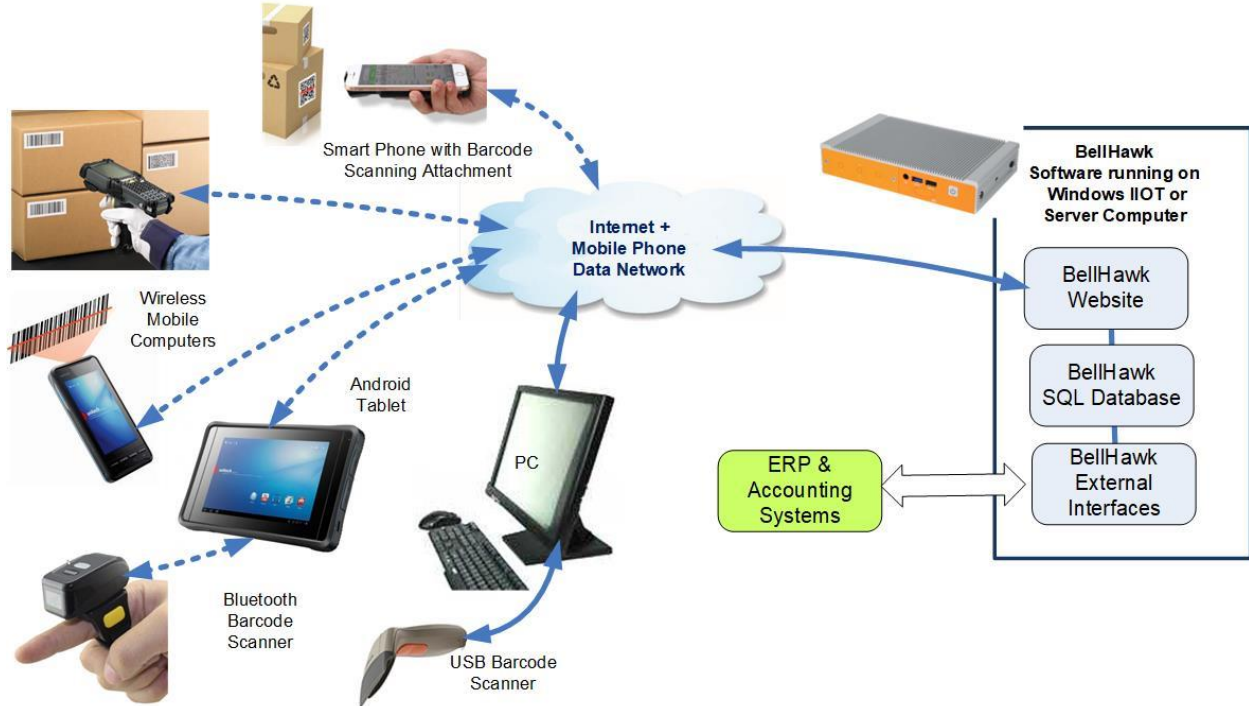 Smart Phone with Barcode
Scanning Attachment
BellHawk
Software running on
Windows IIOT or
Server Computer
Internet +
Mobile Phone
Data Network
BellHawk
Website
Wireless
Mobile
Computers
Android
Tablet
BellHawk
SQL Database
PC
ERP &
Accounting
Systems
BellHawk
External
Interfaces
Bluetooth
Barcode
Scanner
USB Barcode
Scanner